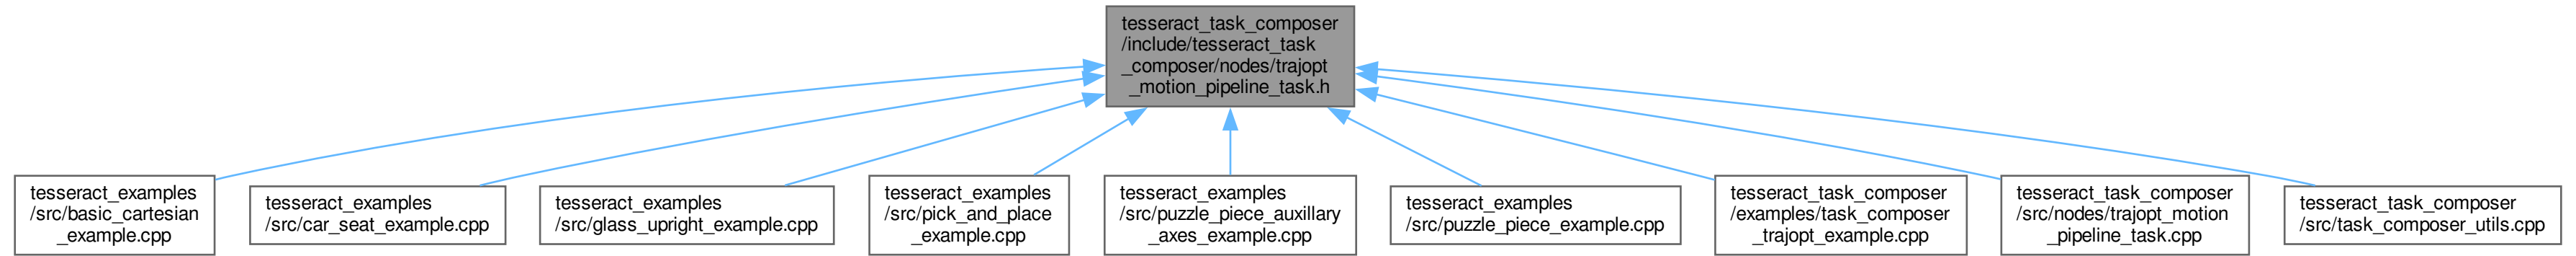 tesseract_task_composer
/include/tesseract_task
_composer/nodes/trajopt
_motion_pipeline_task.h
tesseract_examples
/src/basic_cartesian
_example.cpp
tesseract_examples
/src/car_seat_example.cpp
tesseract_examples
/src/glass_upright_example.cpp
tesseract_examples
/src/pick_and_place
_example.cpp
tesseract_examples
/src/puzzle_piece_auxillary
_axes_example.cpp
tesseract_examples
/src/puzzle_piece_example.cpp
tesseract_task_composer
/examples/task_composer
_trajopt_example.cpp
tesseract_task_composer
/src/nodes/trajopt_motion
_pipeline_task.cpp
tesseract_task_composer
/src/task_composer_utils.cpp